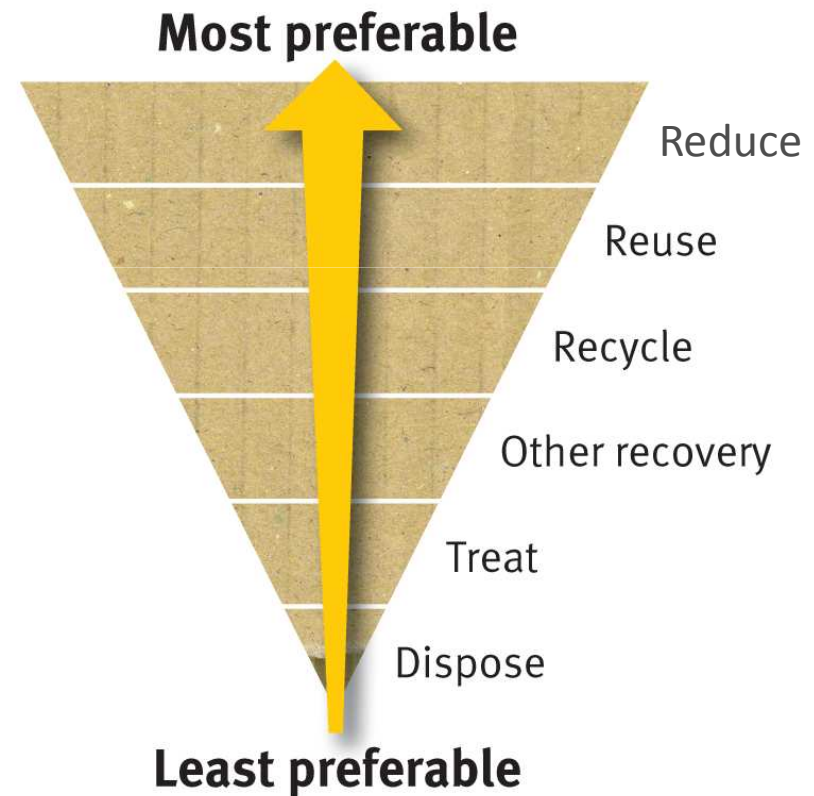 Most preferable
Reduce
Reuse
Recycle
Other recovery
Treat
Dispose
Least preferable